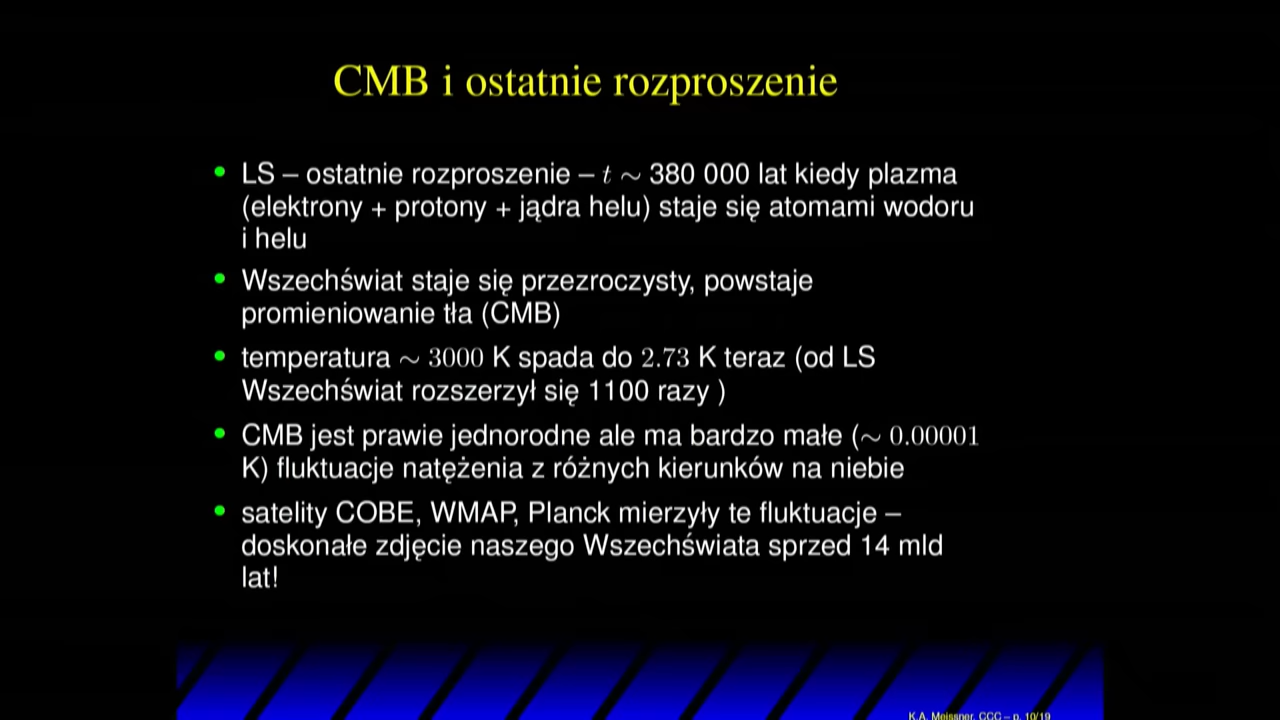 CMB i ostatnie rozproszenie
• LS – ostatnie rozproszenie – t ∼ 380 000 lat kiedy plazma
(elektrony + protony + jądra helu) staje się atomami wodoru
i helu
• Wszechświat staje się przezroczysty, powstaje
promieniowanie tła (CMB)
• temperatura ∼ 3000 K spada do 2.73 K teraz (od LS
Wszechświat rozszerzył się 1100 razy )
• CMB jest prawie jednorodne ale ma bardzo małe (∼ 0.00001
K) fluktuacje natężenia z różnych kierunków na niebie
• satelity COBE, WMAP, Planck mierzyły te fluktuacje –
doskonałe zdjęcie naszego Wszechświata sprzed 14 mld
lat!
K.A. Meissner, CCC – p. 10/19